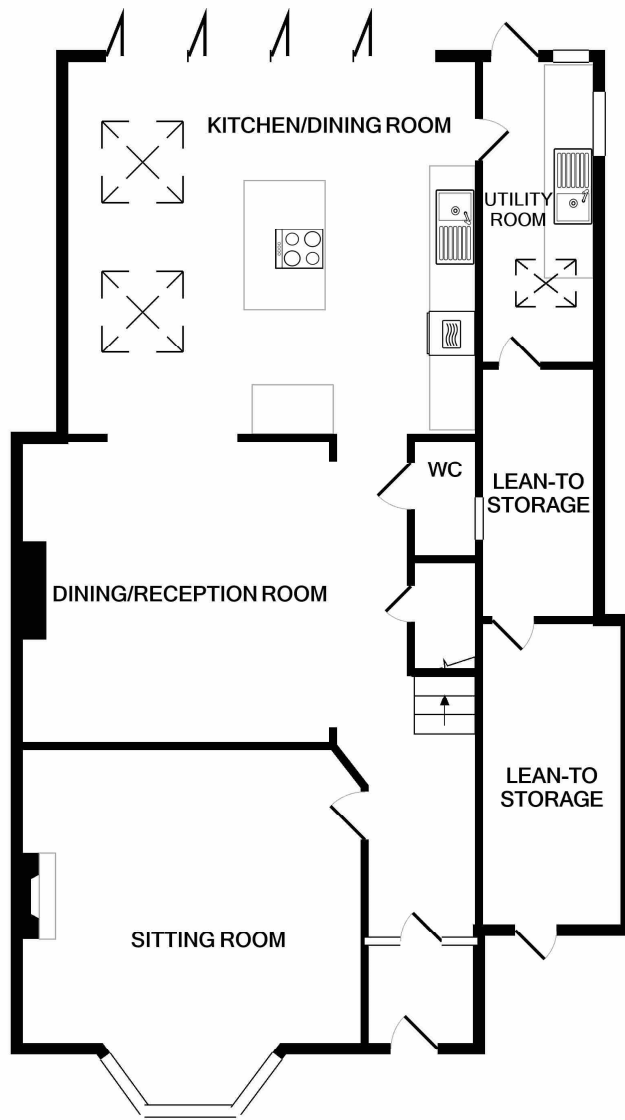 KITCHEN/DINING ROOM
UTILITY
ROOM
WC
LEAN-TO
STORAGE
DINING/RECEPTION ROOM
LEAN-TO
STORAGE
SITTING ROOM